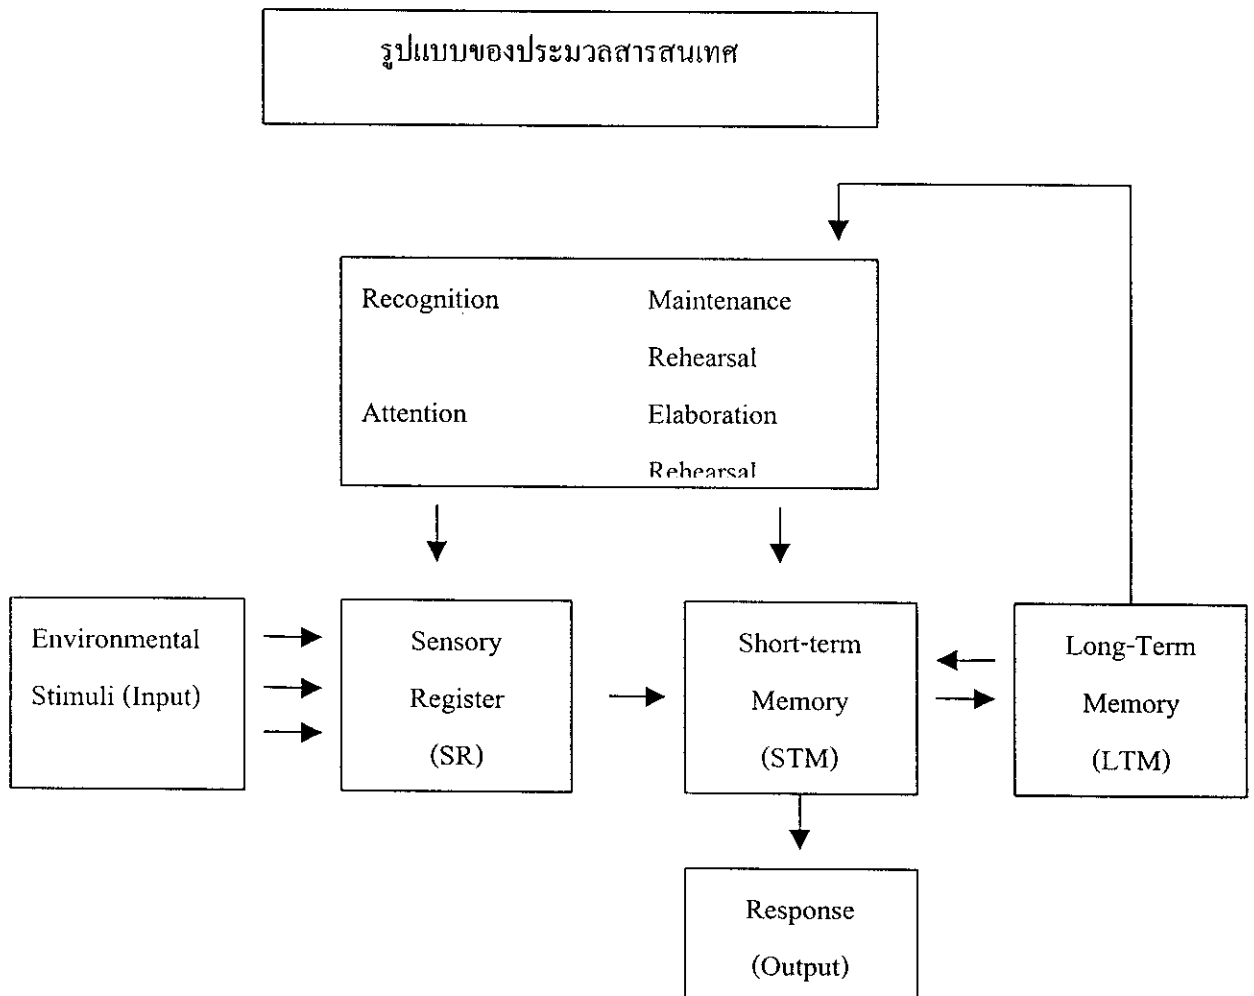 รูปแบบของประมวลสารสนเทศ
Recognition Maintenance
Rehearsal
Attention Elaboration
Rehearsal
Environmental
Stimuli (Input)
Sensory
Register
(SR)
Short-term
Memory
(STM)
Long-Term
Memory
(LTM)
Response
(Output)